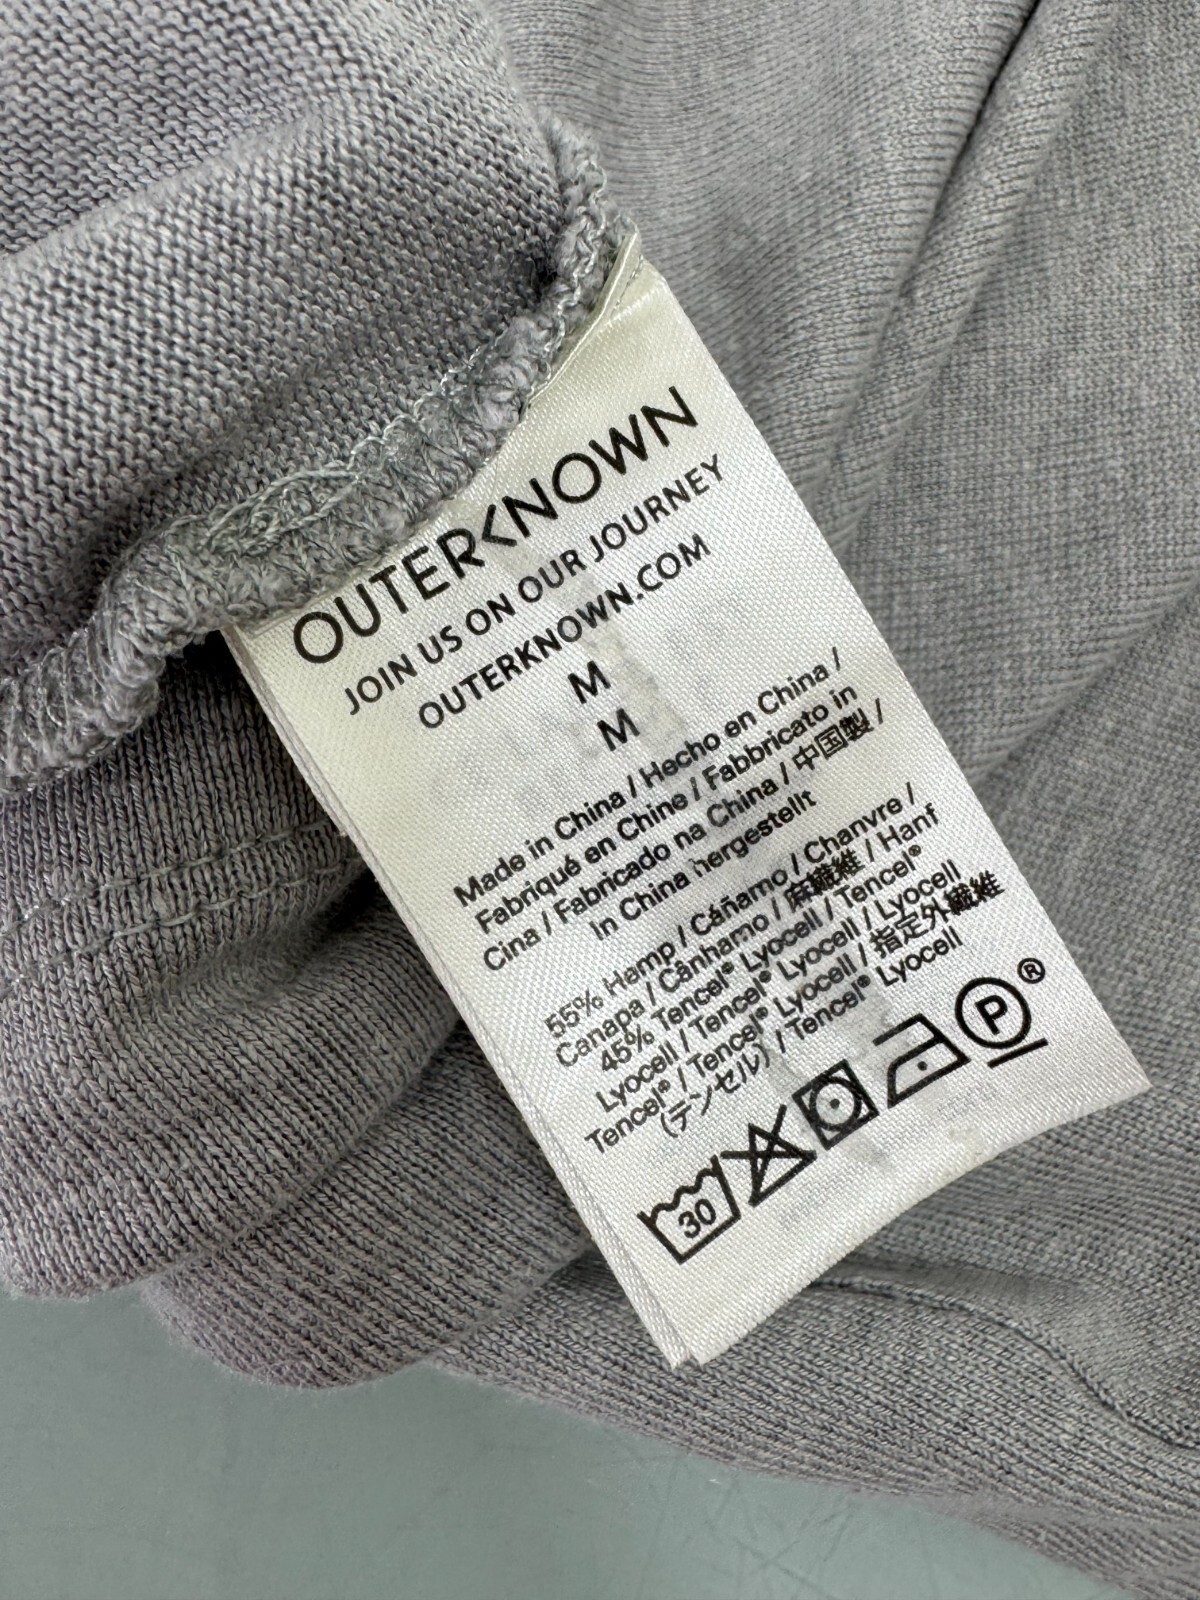 OUTERKNOWN
JOIN US ON OUR JOURNEY
OUTERKNOWN.COM
M
M
Made in China / Hecho en China /
Fabriqué en Chine / Fabbricato in
Cina / Fabricado na China / 中国製 /
In China hergestellt
55% Hemp / Cáñamo / Chanvre /
Canapa / Cânhamo / 麻繊維 / Hanf
45% Tencel® Lyocell / Tencel®
Lyocell / Tencel® Lyocell / Lyocell
Tencel® / Tencel® Lyocell / 指定外繊維
(テンセル) / Tencel® Lyocell
30
P
®